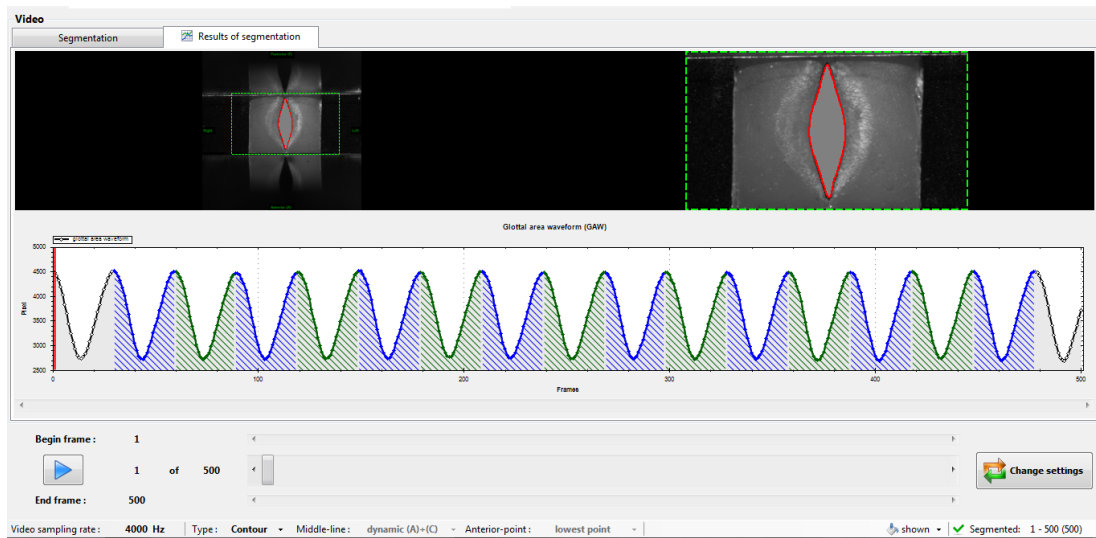 Video
Segmentation
Results of segmentation
Right
Left
Glottal area waveform (GAW)
glottal area waveform
5000
4500
4000
3500
3000
2500
Pixel
0 100 200 300 400 500
Frames
Begin frame : 1
1 of 500
Change settings
End frame : 500
Video sampling rate : 4000 Hz Type : Contour Middle-line : dynamic (A)+(C) Anterior-point : lowest point shown Segmented: 1 - 500 (500)